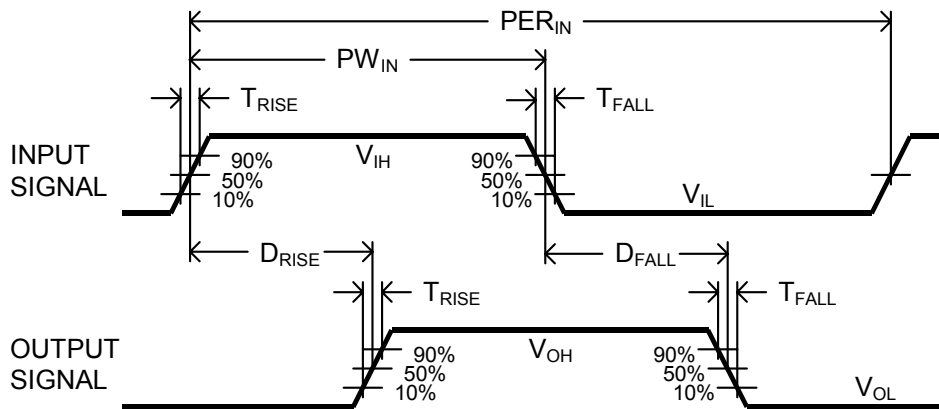 PER_IN
PW_IN
T_RISE T_FALL
INPUT SIGNAL
V_IH
90% 90%
50% 50%
10% 10%
V_IL
D_RISE D_FALL
T_RISE T_FALL
OUTPUT SIGNAL
V_OH
90% 90%
50% 50%
10% 10%
V_OL